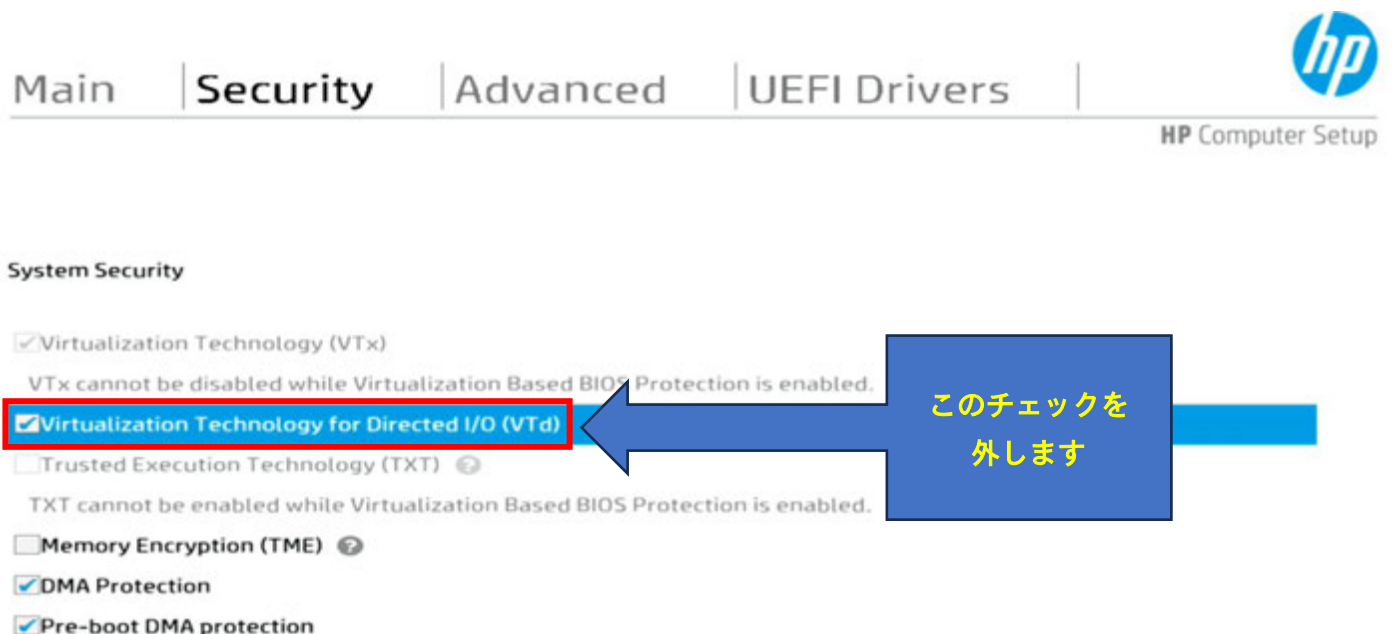 hp
Main Security Advanced UEFI Drivers
HP Computer Setup
System Security
Virtualization Technology (VTx)
VTx cannot be disabled while Virtualization Based BIOS Protection is enabled.
Virtualization Technology for Directed I/O (VTd)
このチェックを
外します
Trusted Execution Technology (TXT) ?
TXT cannot be enabled while Virtualization Based BIOS Protection is enabled.
Memory Encryption (TME) ?
DMA Protection
Pre-boot DMA protection